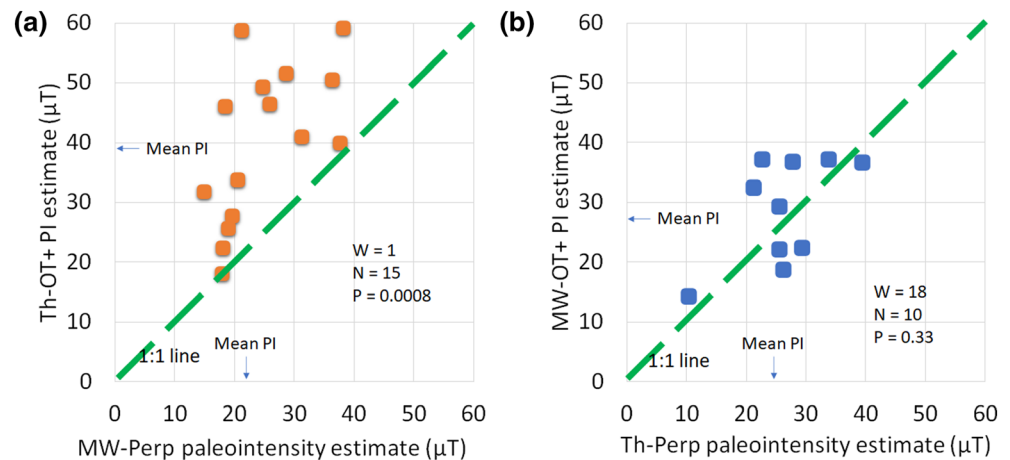 (a)
60
50
40
30
20
10
0
Th-OT+ PI estimate (µT)
Mean PI
W = 1
N = 15
P = 0.0008
Mean PI
1:1 line
0 10 20 30 40 50 60
MW-Perp paleointensity estimate (µT)
(b)
60
50
40
30
20
10
0
MW-OT+ PI estimate (µT)
Mean PI
W = 18
N = 10
P = 0.33
Mean PI
1:1 line
0 10 20 30 40 50 60
Th-Perp paleointensity estimate (µT)